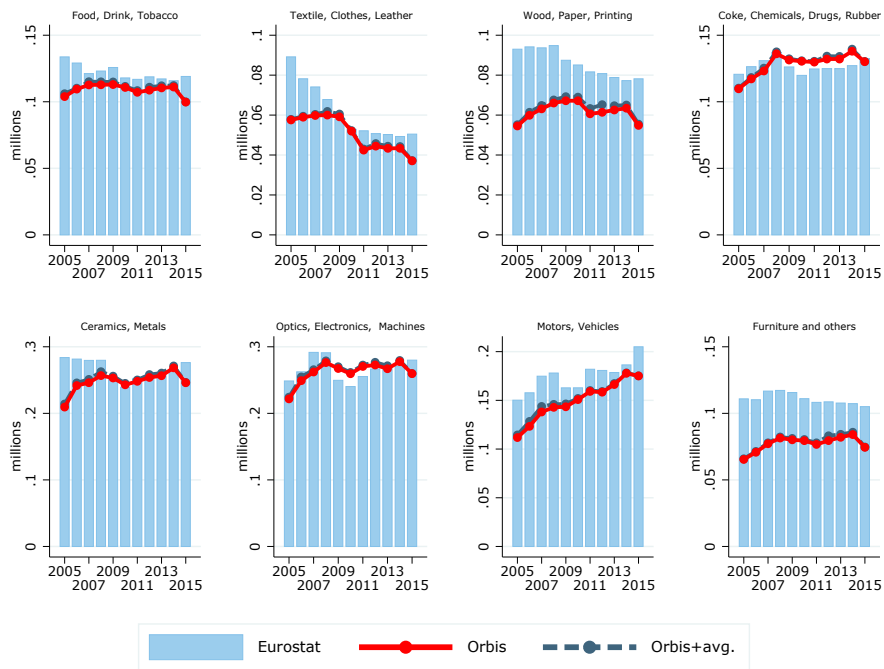 Food, Drink, Tobacco
millions
0 .05 .1 .15
2005 2009 2013
2007 2011 2015
Textile, Clothes, Leather
0 .02 .04 .06 .08 .1
2005 2009 2013
2007 2011 2015
Wood, Paper, Printing
millions
0 .02 .04 .06 .08 .1
2005 2009 2013
2007 2011 2015
Coke, Chemicals, Drugs, Rubber
millions
0 .05 .1 .15
2005 2009 2013
2007 2011 2015
Ceramics, Metals
millions
0 .1 .2 .3
2005 2009 2013
2007 2011 2015
Optics, Electronics, Machines
millions
0 .1 .2 .3
2005 2009 2013
2007 2011 2015
Motors, Vehicles
millions
0 .05 .1 .15 .2
2005 2009 2013
2007 2011 2015
Furniture and others
millions
0 .05 .1 .15
2005 2009 2013
2007 2011 2015
Eurostat Orbis Orbis+avg.